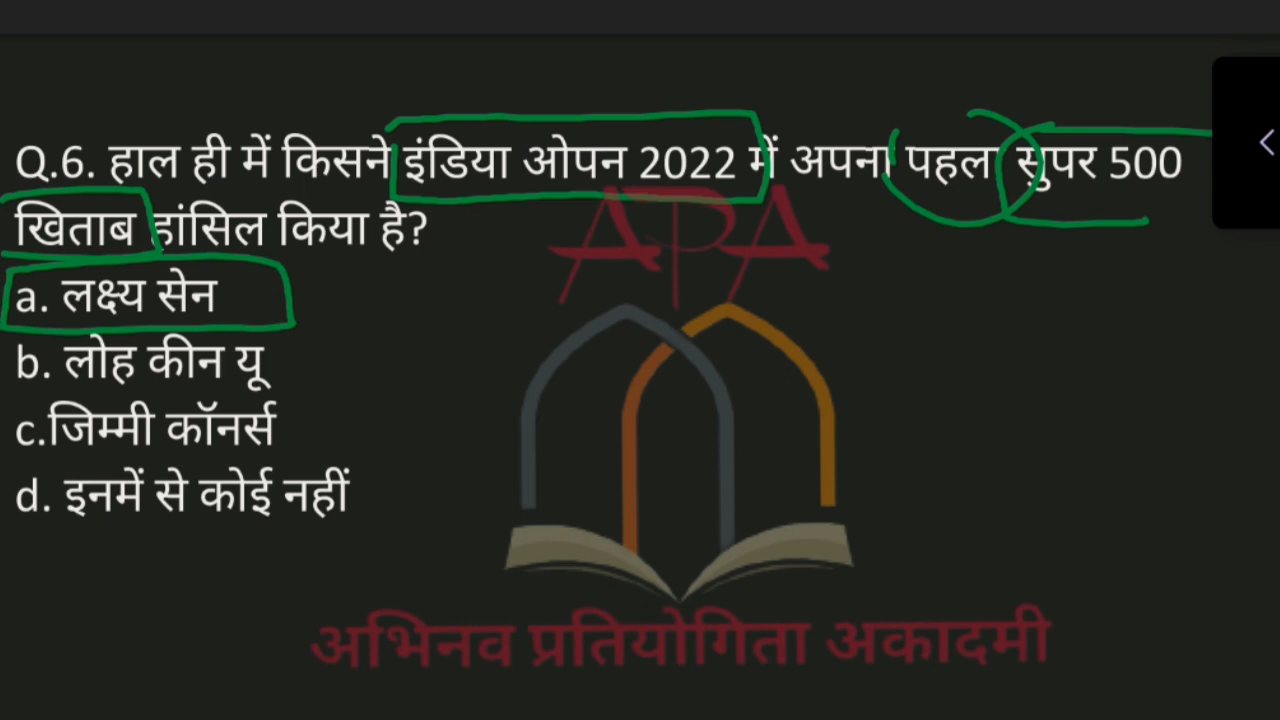 Q.6. हाल ही में किसने इंडिया ओपन 2022 में अपना पहला सुपर 500
खिताब हांसिल किया है?
a. लक्ष्य सेन
b. लोह कीन यू
c.जिम्मी कॉनर्स
d. इनमें से कोई नहीं
APA
अभिनव प्रतियोगिता अकादमी